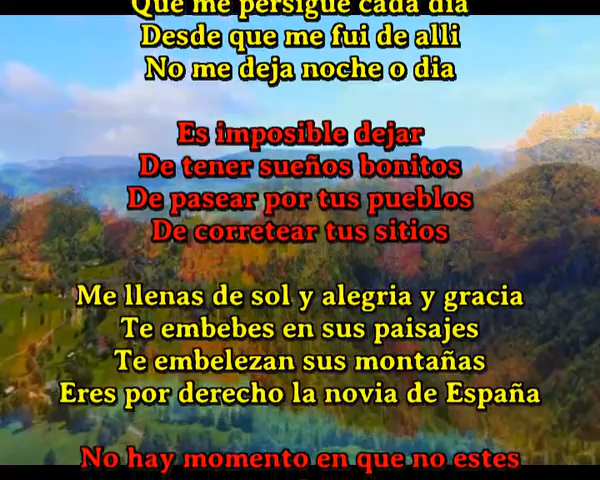 Que me persigue cada dia
Desde que me fui de alli
No me deja noche o dia
Es imposible dejar
De tener sueños bonitos
De pasear por tus pueblos
De corretear tus sitios
Me llenas de sol y alegria y gracia
Te embebes en sus paisajes
Te embelezan sus montañas
Eres por derecho la novia de España
No hay momento en que no estes